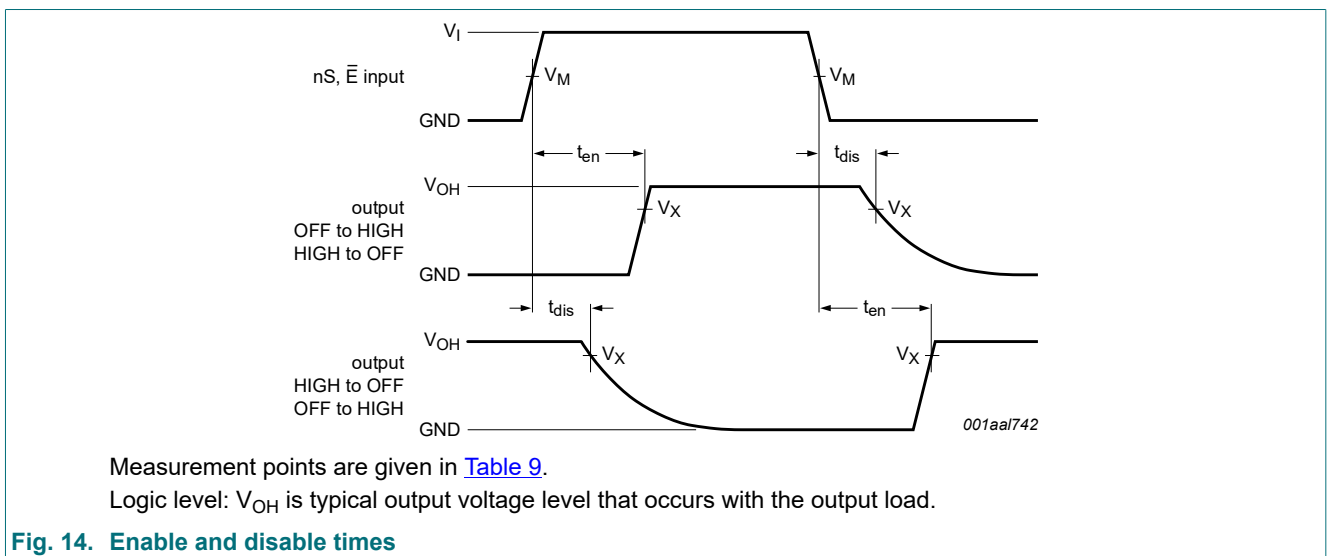 V_I
nS, E̅ input
V_M
V_M
GND
t_en
t_dis
V_OH
output
OFF to HIGH
HIGH to OFF
V_X
V_X
GND
t_dis
t_en
V_OH
output
HIGH to OFF
OFF to HIGH
V_X
V_X
GND
001aal742
Measurement points are given in Table 9.
Logic level: V_OH is typical output voltage level that occurs with the output load.
Fig. 14. Enable and disable times